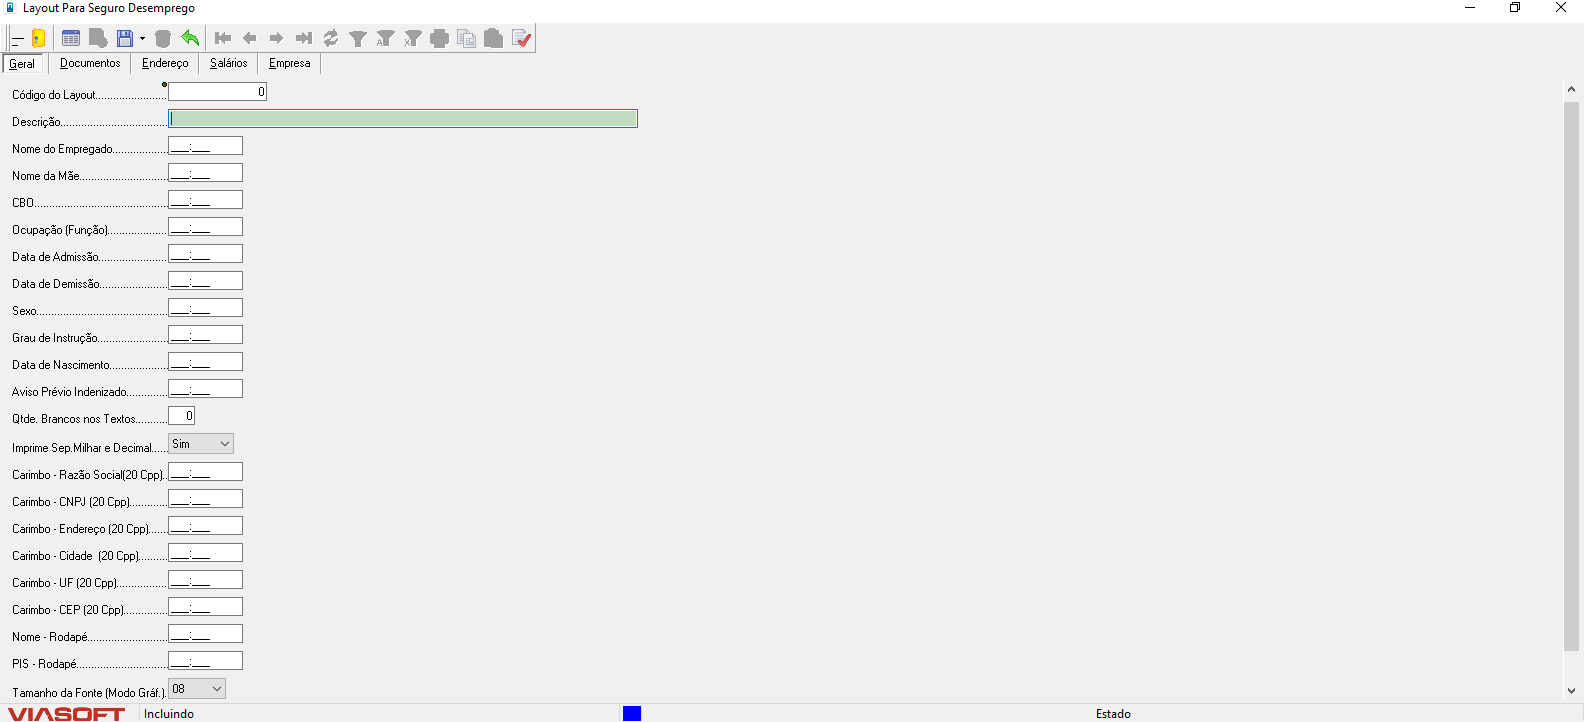 Layout Para Seguro Desemprego
Geral Documentos Endereço Salários Empresa
Código do Layout........................ 0
Descrição...................................
Nome do Empregado.................. ___:___
Nome da Mãe............................. ___:___
CBO............................................ ___:___
Ocupação (Função).................... ___:___
Data de Admissão....................... ___:___
Data de Demissão....................... ___:___
Sexo............................................ ___:___
Grau de Instrução........................ ___:___
Data de Nascimento.................... ___:___
Aviso Prévio Indenizado.............. ___:___
Qtde. Brancos nos Textos........... 0
Imprime Sep.Milhar e Decimal...... Sim
Carimbo - Razão Social(20 Cpp).. ___:___
Carimbo - CNPJ (20 Cpp)............. ___:___
Carimbo - Endereço (20 Cpp)....... ___:___
Carimbo - Cidade  (20 Cpp).......... ___:___
Carimbo - UF (20 Cpp)................. ___:___
Carimbo - CEP (20 Cpp)............... ___:___
Nome - Rodapé........................... ___:___
PIS - Rodapé............................... ___:___
Tamanho da Fonte (Modo Gráf.). 08
VIASOFT Incluindo Estado